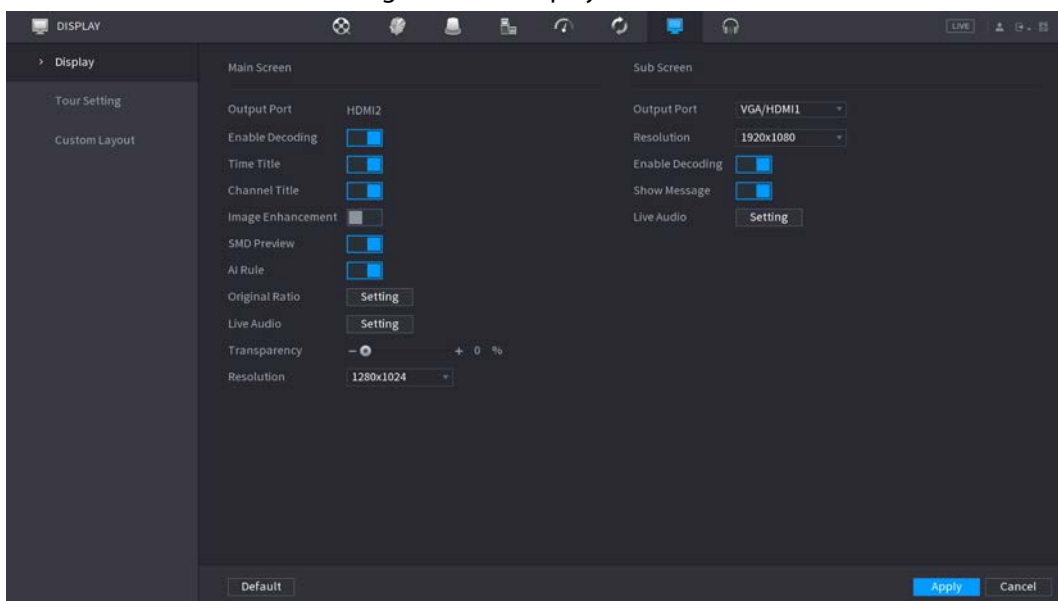 DISPLAY
LIVE
Display
Tour Setting
Custom Layout
Main Screen
Output Port HDMI2
Enable Decoding
Time Title
Channel Title
Image Enhancement
SMD Preview
AI Rule
Original Ratio Setting
Live Audio Setting
Transparency 0 %
Resolution 1280x1024
Sub Screen
Output Port VGA/HDMI1
Resolution 1920x1080
Enable Decoding
Show Message
Live Audio Setting
Default
Apply Cancel